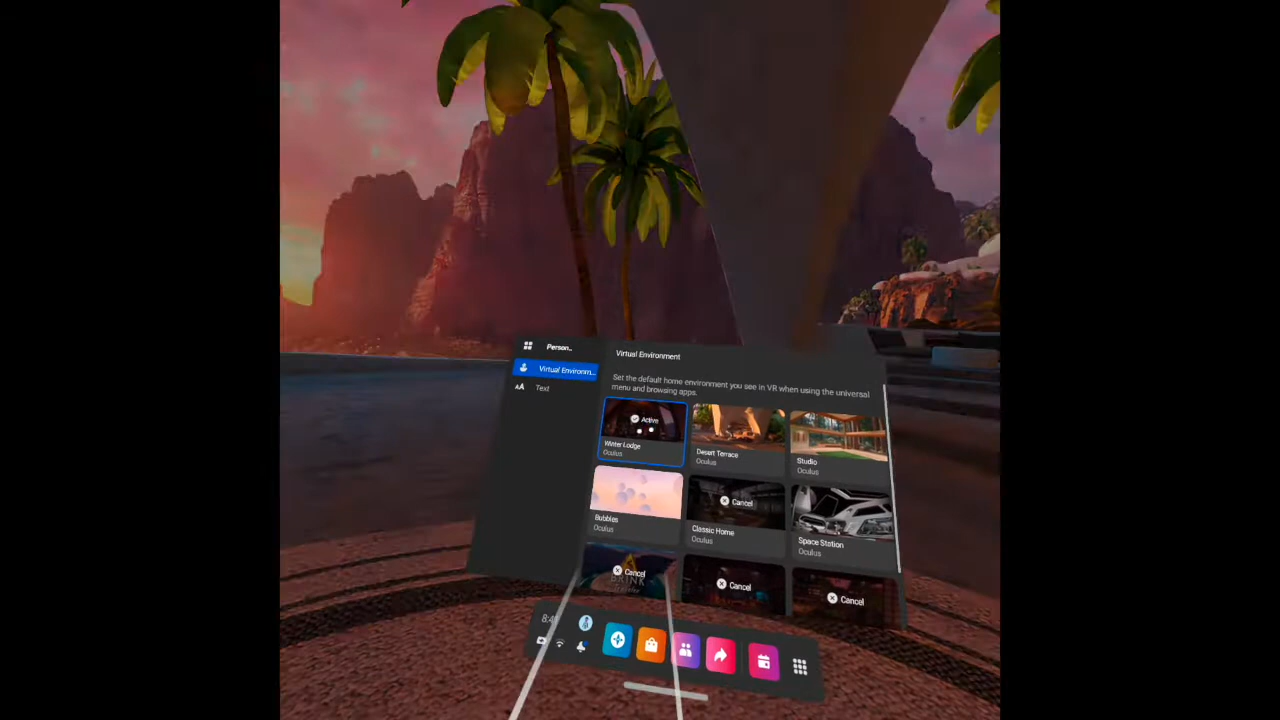 Person..
Virtual Environm...
Text
Virtual Environment
Set the default home environment you see in VR when using the universal
menu and browsing apps.
Active
Winter Lodge
Oculus
Desert Terrace
Oculus
Studio
Oculus
Bubbles
Oculus
Cancel
Classic Home
Oculus
Space Station
Oculus
Cancel
BRINK
Cancel
Cancel